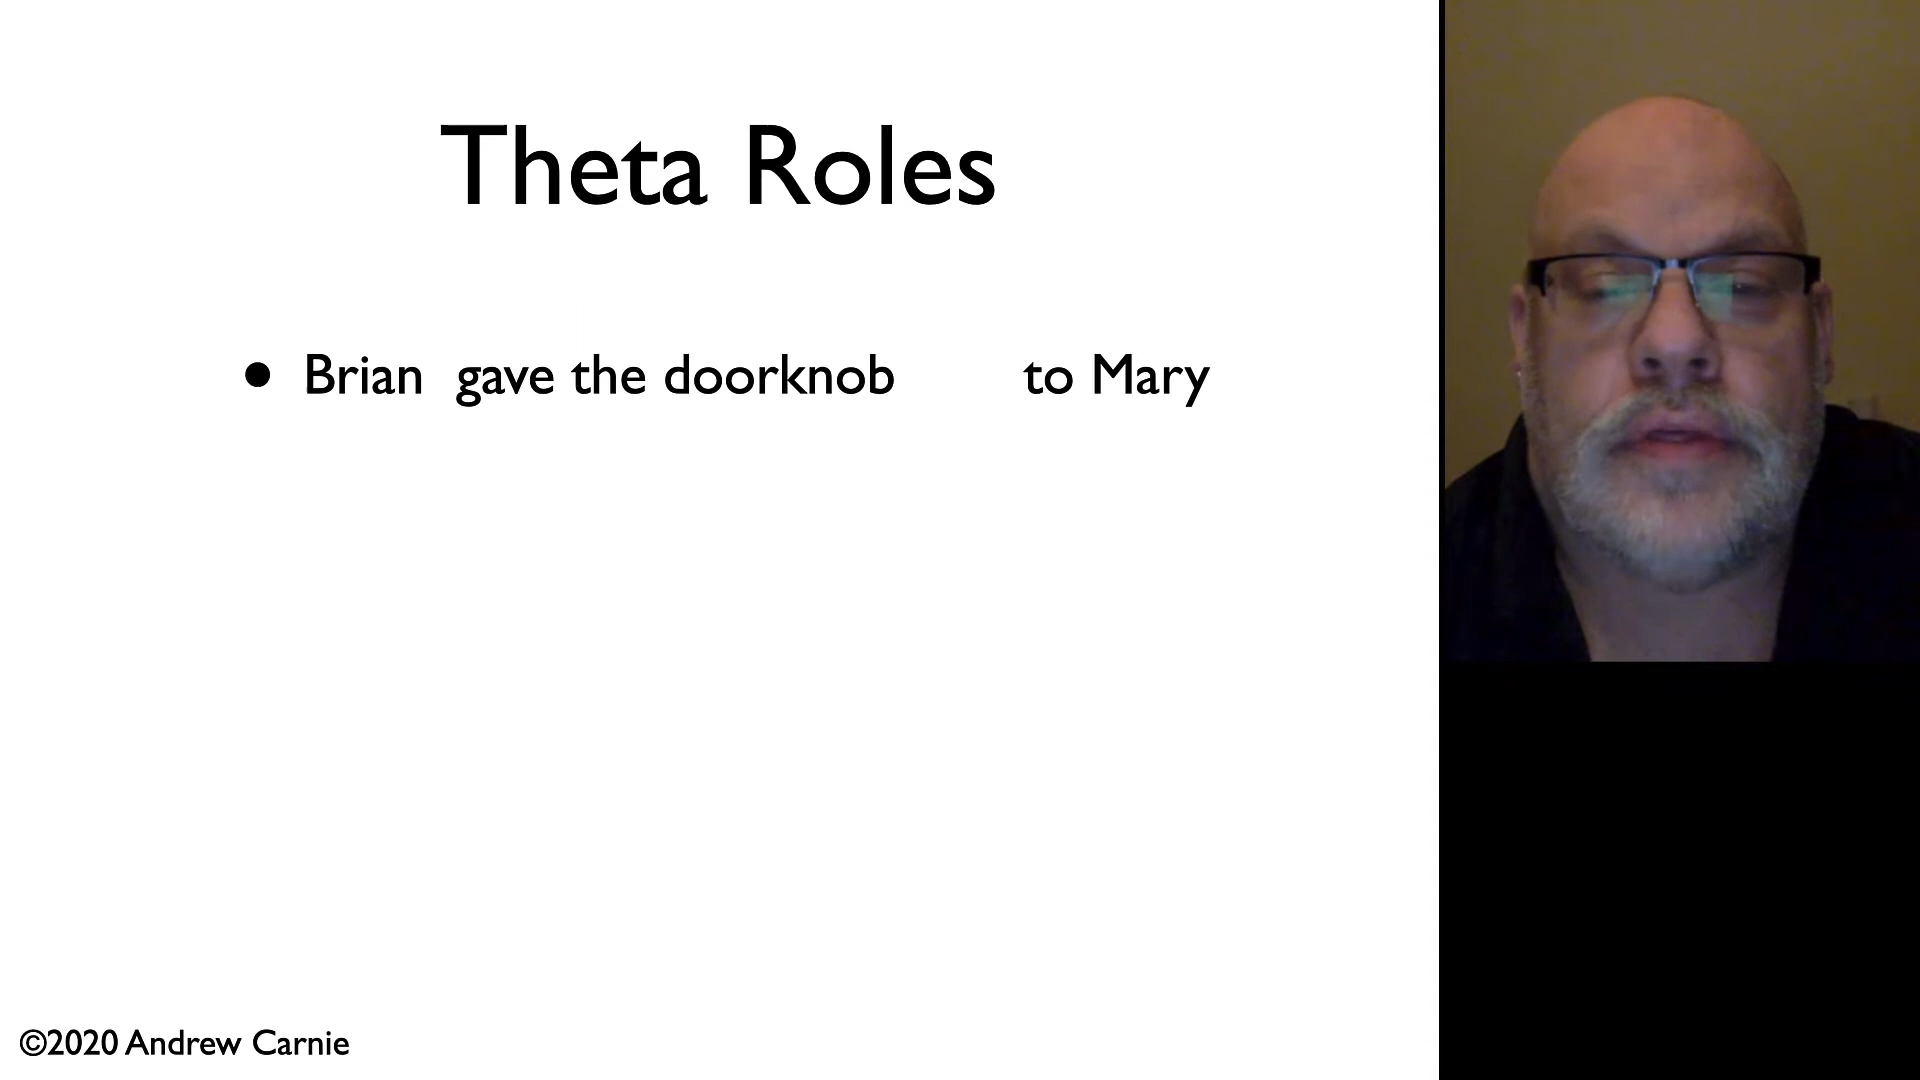 Theta Roles
• Brian gave the doorknob to Mary
©2020 Andrew Carnie